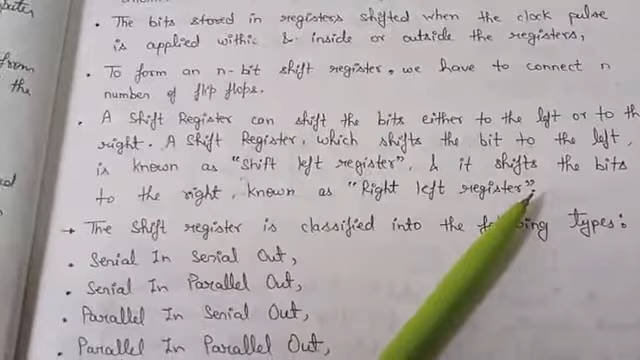 • The bits stored in registers shifted when the clock pulse
is applied within & inside or outside the registers,
• To form an n-bit shift register, we have to connect n
number of flip flops.
• A Shift Register can shift the bits either to the left or to the
right. A Shift Register, which shifts the bit to the left,
is known as "Shift left register", & it shifts the bits
to the right, known as "Right left register".
→ The Shift register is classified into the types:
• Serial In Serial Out,
• Serial In Parallel Out,
• Parallel In Serial Out,
• Parallel In Parallel Out,
from
the